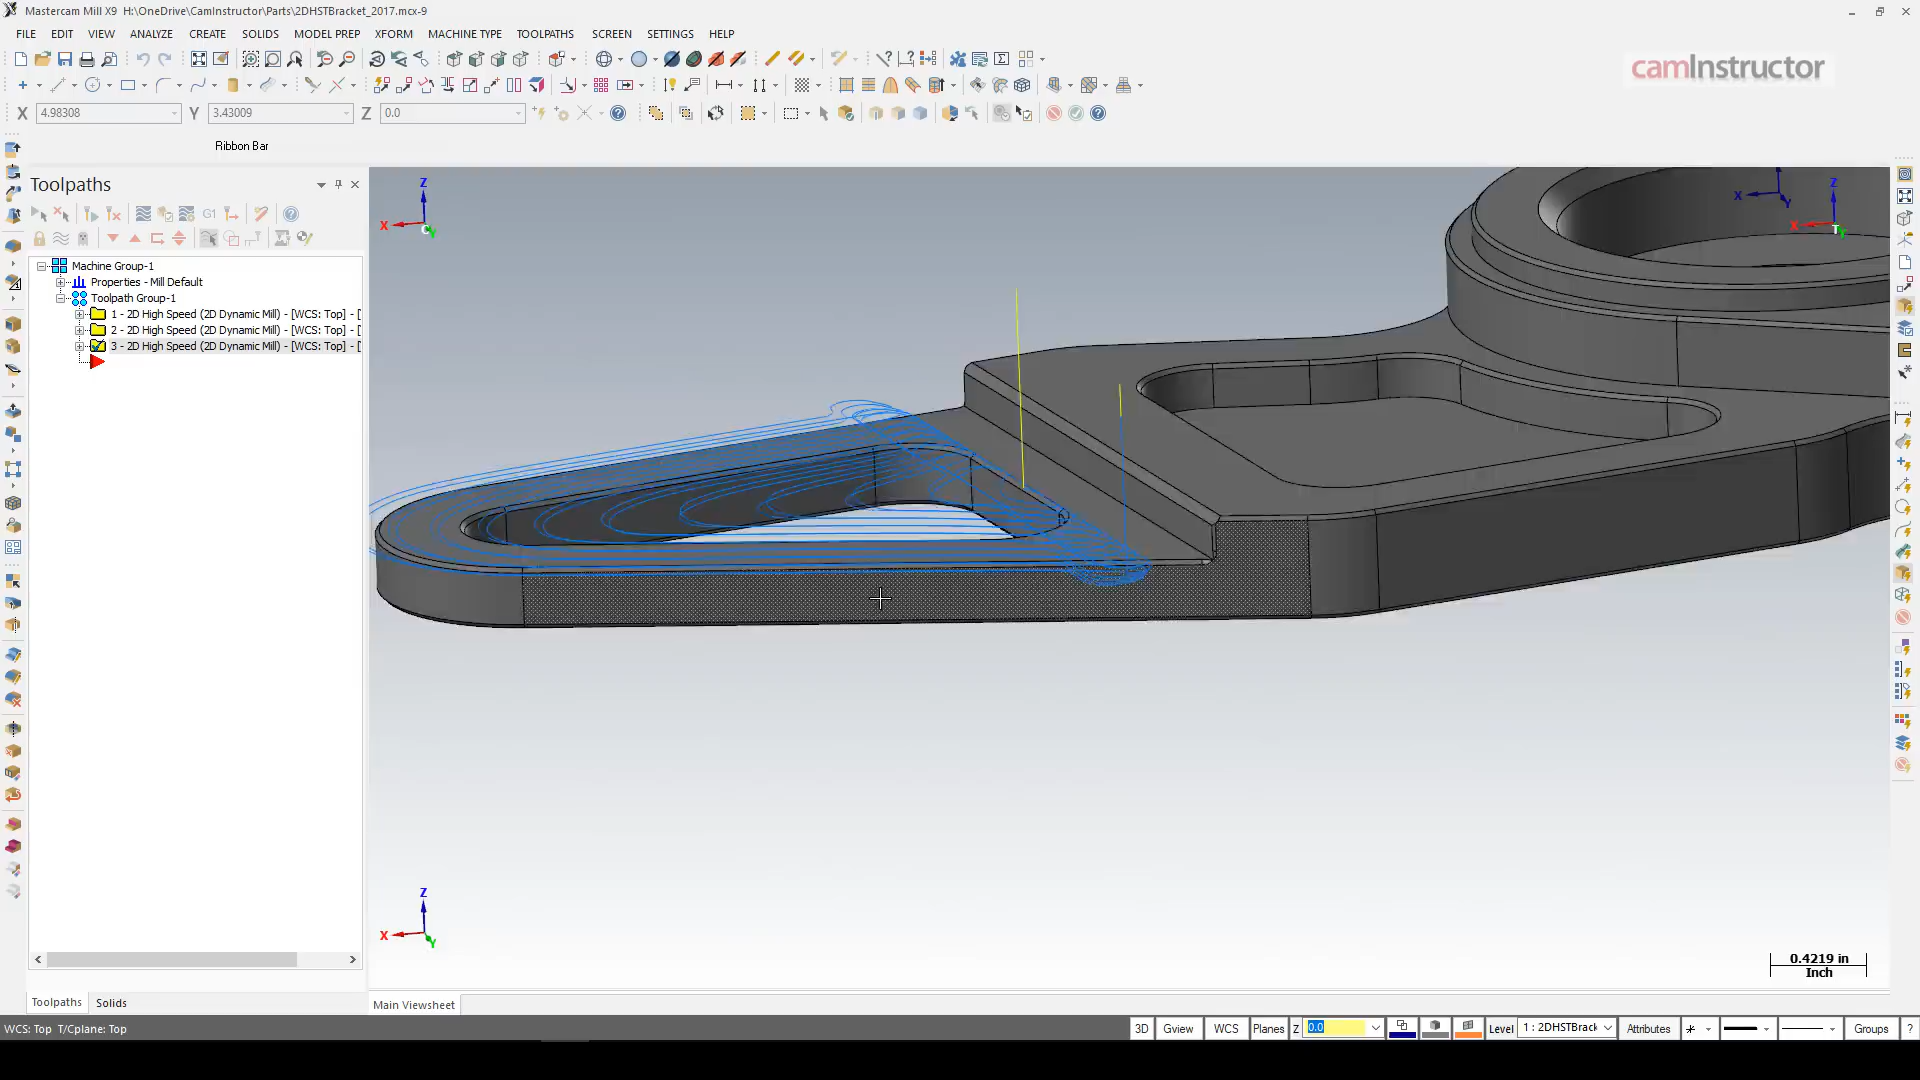 Mastercam Mill X9 H:\OneDrive\CamInstructor\Parts\2DHSTBracket_2017.mcx-9
FILE EDIT VIEW ANALYZE CREATE SOLIDS MODEL PREP XFORM MACHINE TYPE TOOLPATHS SCREEN SETTINGS HELP
camInstructor
X 4.98308 Y 3.43009 Z 0.0
Ribbon Bar
Toolpaths
G1
Machine Group-1
Properties - Mill Default
Toolpath Group-1
1 - 2D High Speed (2D Dynamic Mill) - [WCS: Top] - [
2 - 2D High Speed (2D Dynamic Mill) - [WCS: Top] - [
3 - 2D High Speed (2D Dynamic Mill) - [WCS: Top] - [
Z
X
C
Y
X
Y
Z
X
T
Y
Z
X
Y
0.4219 in
Inch
Toolpaths Solids
Main Viewsheet
WCS: Top T/Cplane: Top
3D Gview WCS Planes Z 0.0 Level 1 : 2DHSTBrack Attributes Groups ?